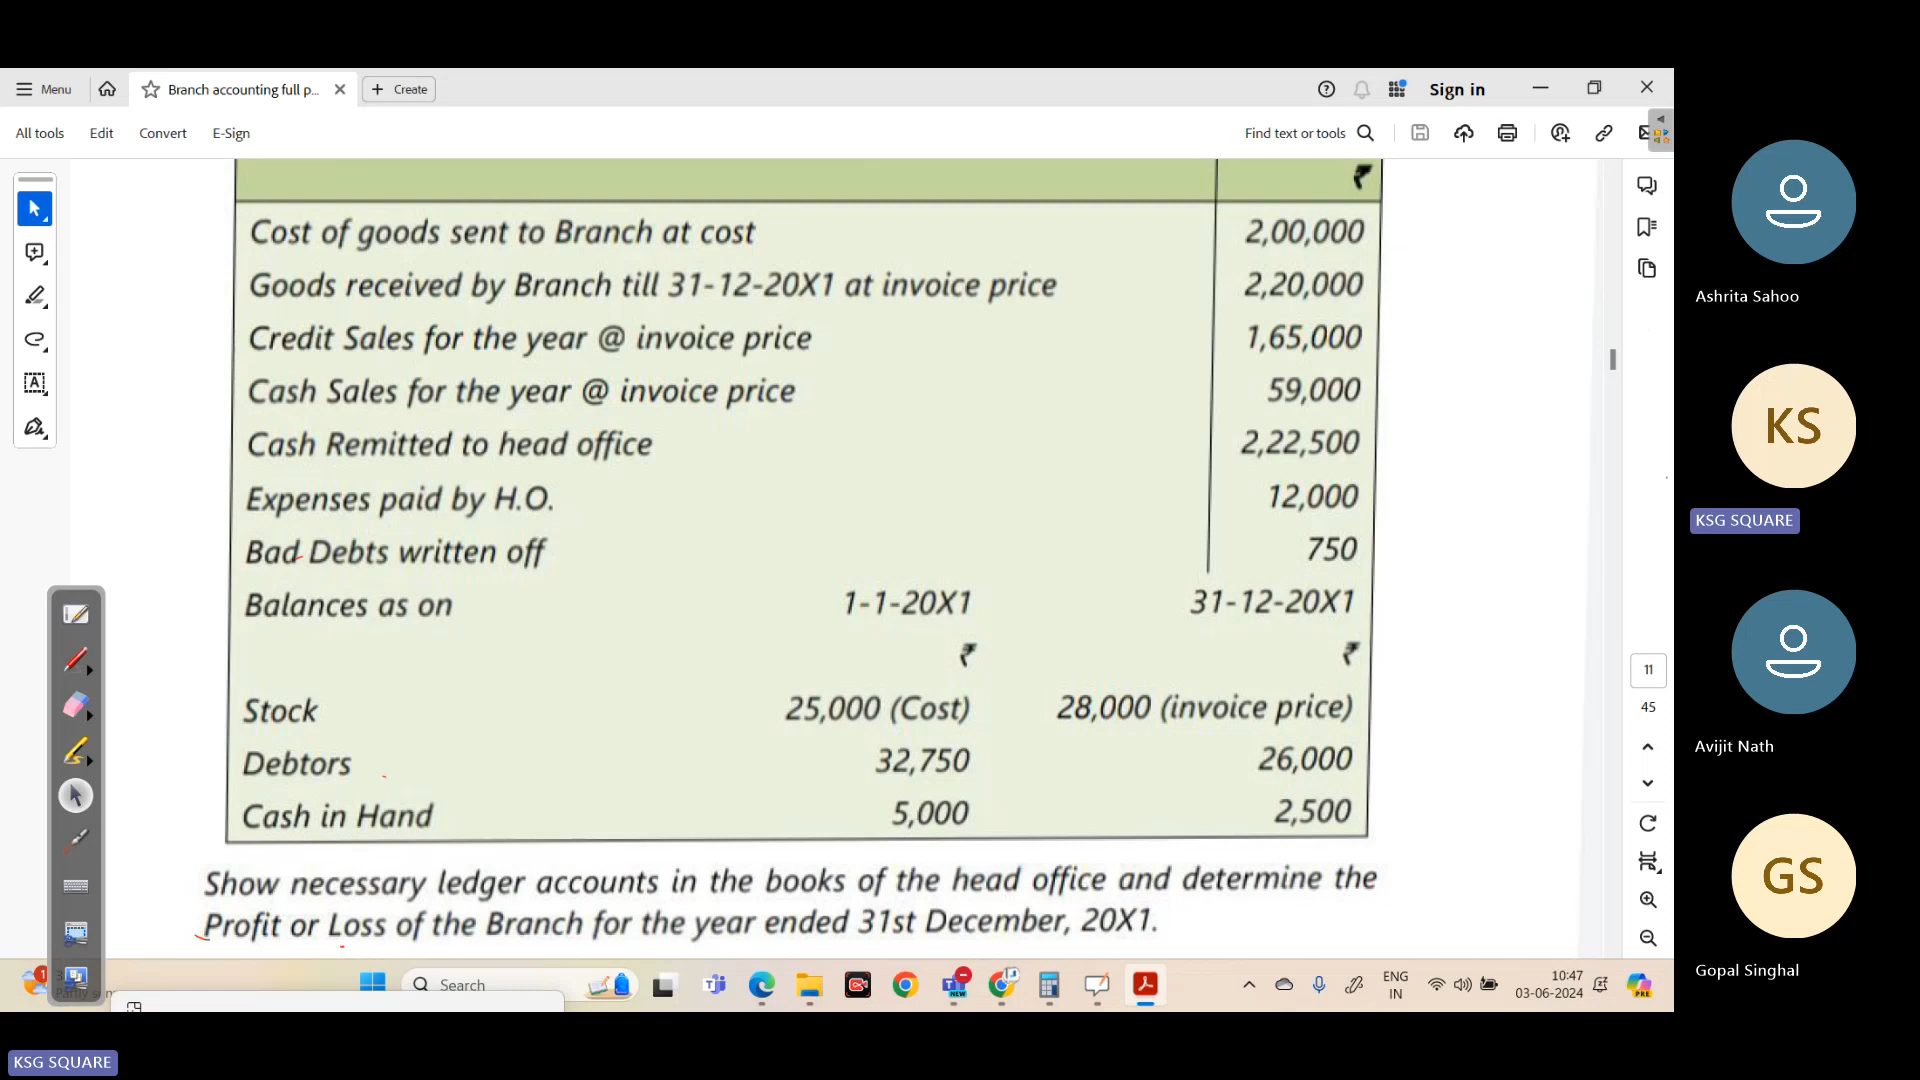 Menu
Branch accounting full p...
Create
Sign in
All tools
Edit
Convert
E-Sign
Find text or tools
₹
Cost of goods sent to Branch at cost 2,00,000
Goods received by Branch till 31-12-20X1 at invoice price 2,20,000
Credit Sales for the year @ invoice price 1,65,000
Cash Sales for the year @ invoice price 59,000
Cash Remitted to head office 2,22,500
Expenses paid by H.O. 12,000
Bad Debts written off 750
Balances as on 1-1-20X1 31-12-20X1
₹ ₹
Stock 25,000 (Cost) 28,000 (invoice price)
Debtors 32,750 26,000
Cash in Hand 5,000 2,500
Show necessary ledger accounts in the books of the head office and determine the
Profit or Loss of the Branch for the year ended 31st December, 20X1.
11
45
Ashrita Sahoo
KS
KSG SQUARE
Avijit Nath
GS
Gopal Singhal
1
Search
NEW
ENG
IN
10:47
03-06-2024
PRE
KSG SQUARE